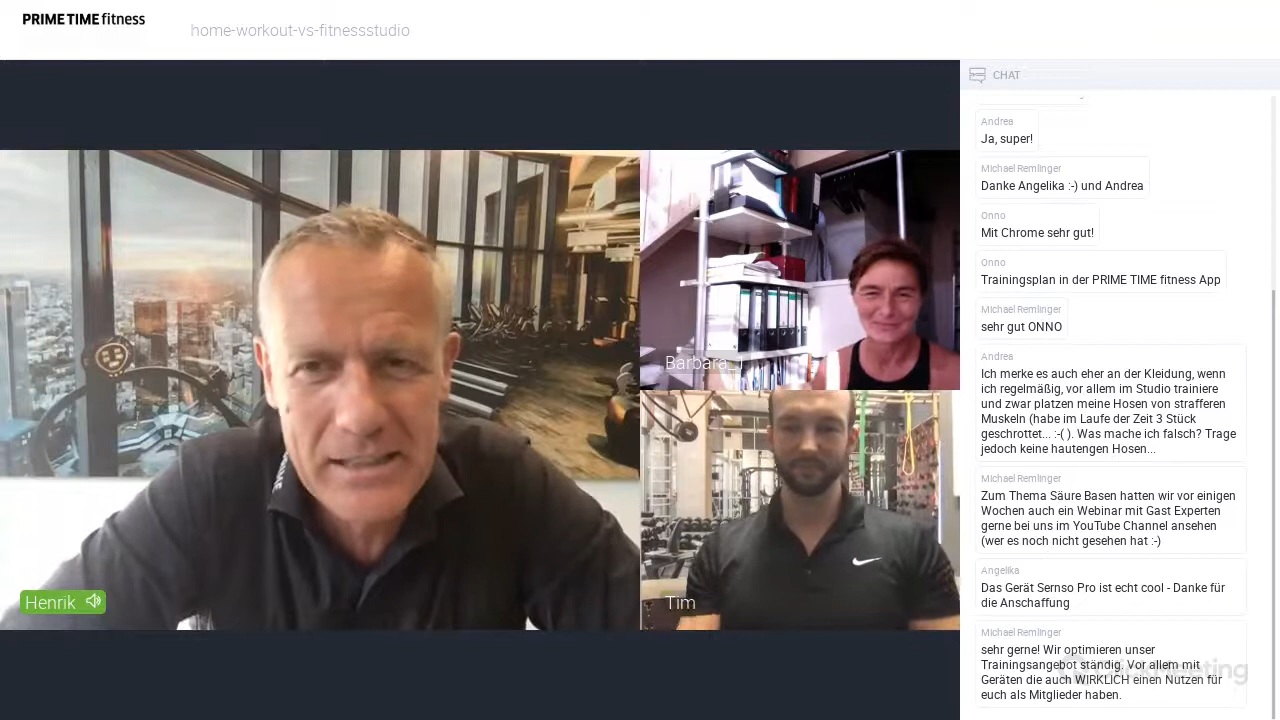 PRIME TIME fitness
home-workout-vs-fitnessstudio
CHAT
Andrea
Ja, super!
Michael Remlinger
Danke Angelika :-) und Andrea
Onno
Mit Chrome sehr gut!
Onno
Trainingsplan in der PRIME TIME fitness App
Michael Remlinger
sehr gut ONNO
Andrea
Ich merke es auch eher an der Kleidung, wenn
ich regelmäßig, vor allem im Studio trainiere
und zwar platzen meine Hosen von strafferen
Muskeln (habe im Laufe der Zeit 3 Stück
geschrottet... :-( ). Was mache ich falsch? Trage
jedoch keine hautengen Hosen...
Michael Remlinger
Zum Thema Säure Basen hatten wir vor einigen
Wochen auch ein Webinar mit Gast Experten
gerne bei uns im YouTube Channel ansehen
(wer es noch nicht gesehen hat :-)
Angelika
Das Gerät Sernso Pro ist echt cool - Danke für
die Anschaffung
Michael Remlinger
sehr gerne! Wir optimieren unser
Trainingsangebot ständig. Vor allem mit
Geräten die auch WIRKLICH einen Nutzen für
euch als Mitglieder haben.
Barbara_T
Henrik
Tim